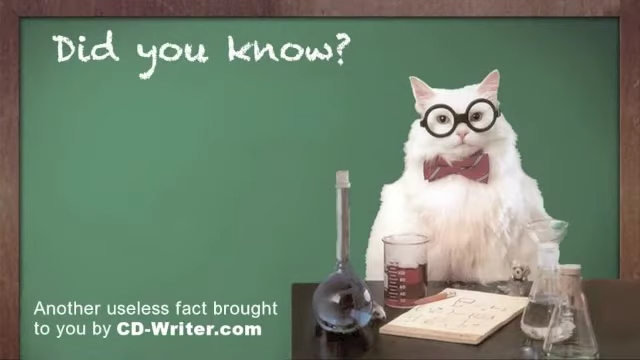 Did you know?
Another useless fact brought
to you by CD-Writer.com